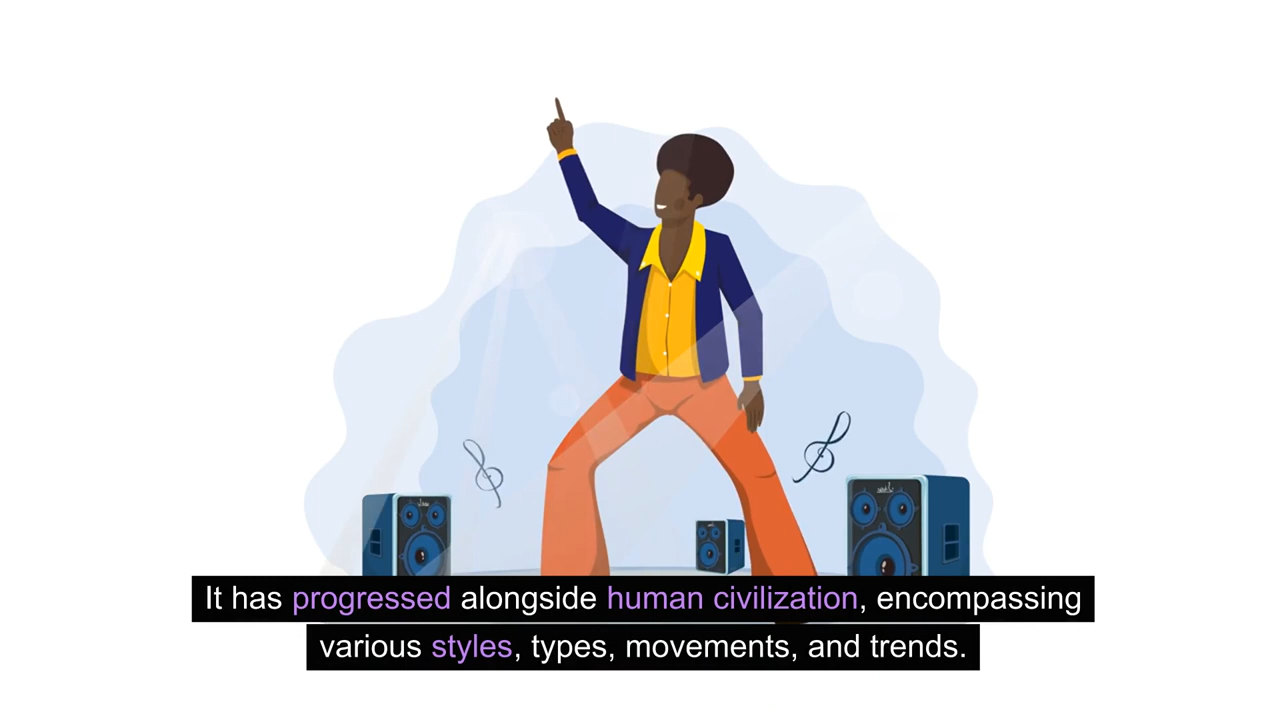 It has progressed alongside human civilization, encompassing
various styles, types, movements, and trends.